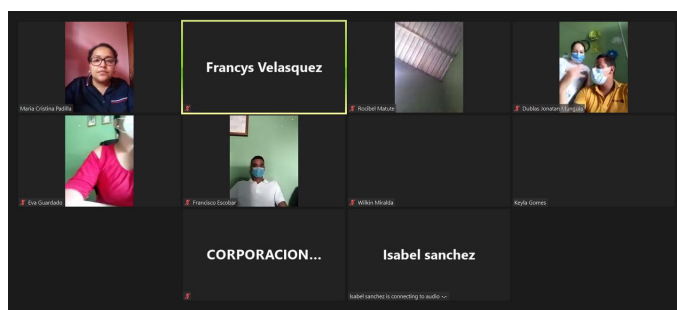 Maria Cristina Padilla
Francys Velasquez
Rocibel Matute
Dublas Jonatan Munguio
Eva Guardado
Francisco Escobar
Wilkin Miralda
Keyla Gomes
CORPORACION...
Isabel sanchez
Isabel sanchez is connecting to audio